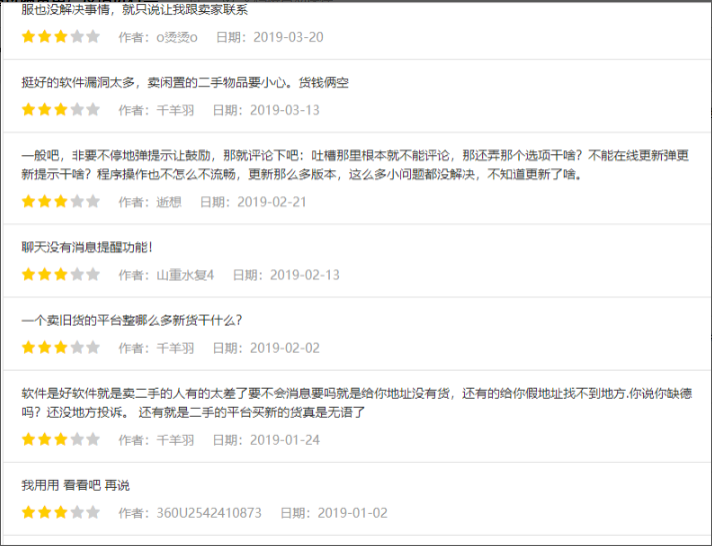 服也没解决事情，就只说让我跟卖家联系
作者：o烫烫o 日期：2019-03-20
挺好的软件漏洞太多，卖闲置的二手物品要小心。货钱俩空
作者：千羊羽 日期：2019-03-13
一般吧，非要不停地弹提示让鼓励，那就评论下吧：吐槽那里根本就不能评论，那还弄那个选项干啥？不能在线更新弹更
新提示干啥？程序操作也不怎么不流畅，更新那么多版本，这么多小问题都没解决，不知道更新了啥。
作者：逝想 日期：2019-02-21
聊天没有消息提醒功能！
作者：山重水复4 日期：2019-02-13
一个卖旧货的平台整哪么多新货干什么？
作者：千羊羽 日期：2019-02-02
软件是好软件就是卖二手的人有的太差了要不会消息要吗就是给你地址没有货，还有的给你假地址找不到地方.你说你缺德
吗？还没地方投诉。 还有就是二手的平台买新的货真是无语了
作者：千羊羽 日期：2019-01-24
我用用 看看吧 再说
作者：360U2542410873 日期：2019-01-02